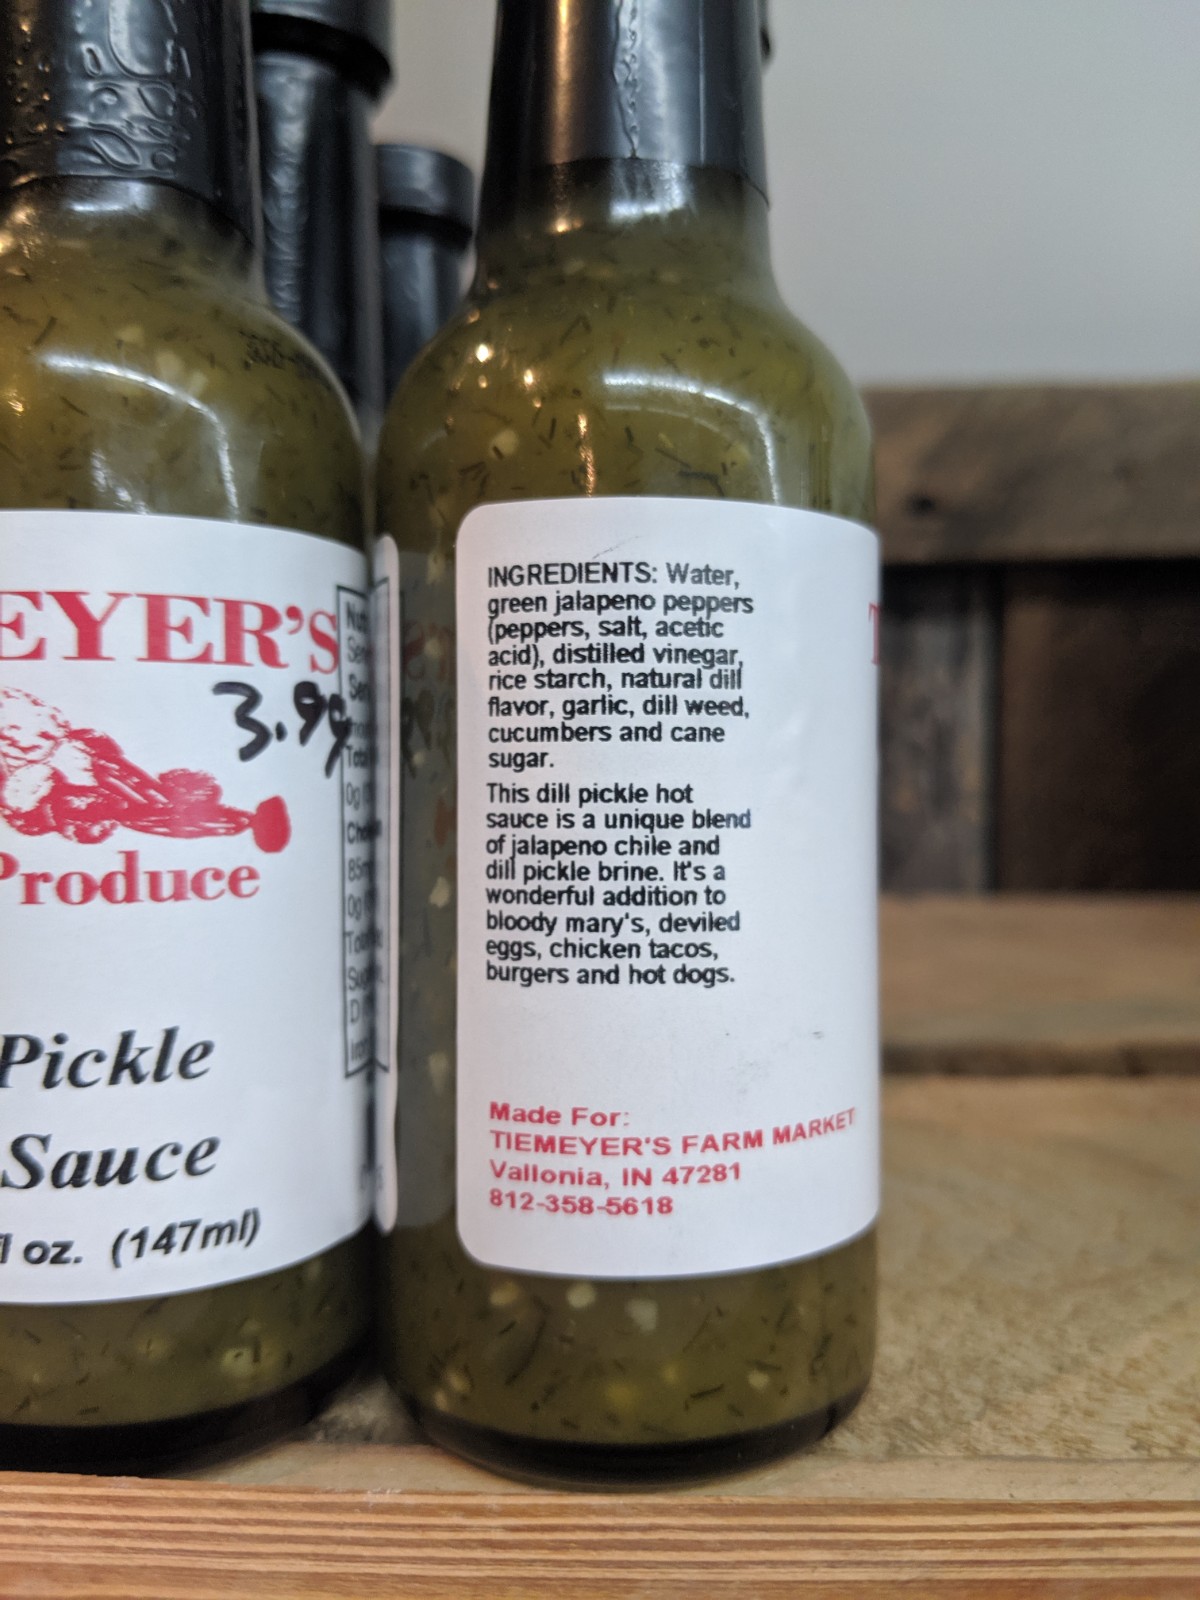 EYER'S
3.99
Produce
Pickle
Sauce
oz. (147ml)
INGREDIENTS: Water,
green jalapeno peppers
(peppers, salt, acetic
acid), distilled vinegar,
rice starch, natural dill
flavor, garlic, dill weed,
cucumbers and cane
sugar.
This dill pickle hot
sauce is a unique blend
of jalapeno chile and
dill pickle brine. It's a
wonderful addition to
bloody mary's, deviled
eggs, chicken tacos,
burgers and hot dogs.
Made For:
TIEMEYER'S FARM MARKET
Vallonia, IN 47281
812-358-5618